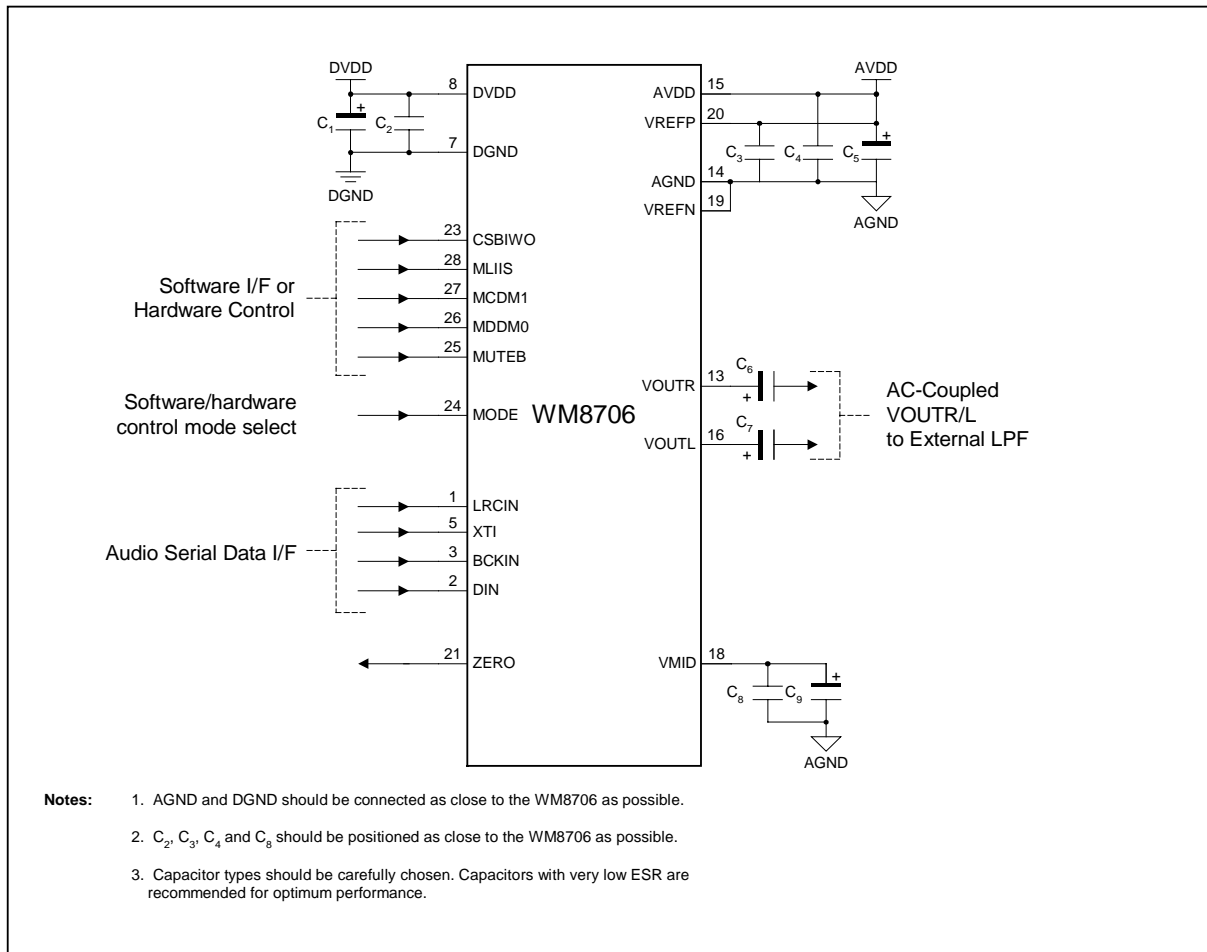 DVDD
8
DVDD
+
C1
C2
7
DGND
DGND
AVDD
15
AVDD
20
VREFP
+
C3
C4
C5
14
AGND
19
VREFN
AGND
Software I/F or
Hardware Control
23
CSBIWO
28
MLIIS
27
MCDM1
26
MDDM0
25
MUTEB
Software/hardware
control mode select
24
MODE
WM8706
VOUTR
13
C6
+
VOUTL
16
C7
+
AC-Coupled
VOUTR/L
to External LPF
Audio Serial Data I/F
1
LRCIN
5
XTI
3
BCKIN
2
DIN
21
ZERO
VMID
18
C8
C9
+
AGND
Notes: 1. AGND and DGND should be connected as close to the WM8706 as possible.
2. C2, C3, C4 and C8 should be positioned as close to the WM8706 as possible.
3. Capacitor types should be carefully chosen. Capacitors with very low ESR are
recommended for optimum performance.